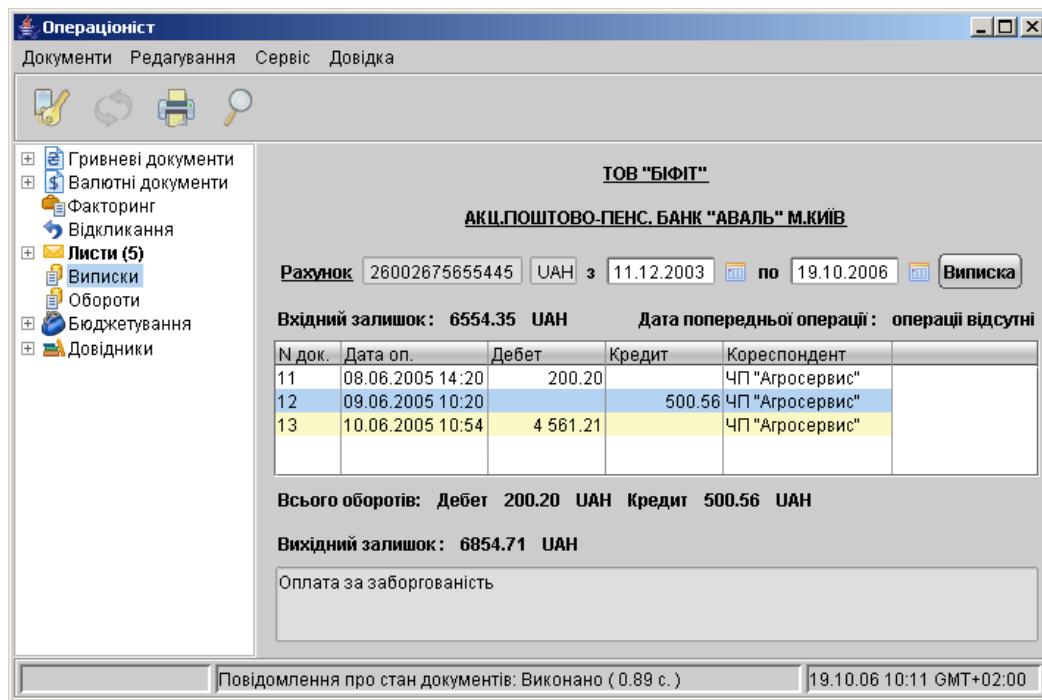 Операціоніст
Документи Редагування Сервіс Довідка
Гривневі документи
Валютні документи
Факторинг
Відкликання
Листи (5)
Виписки
Обороти
Бюджетування
Довідники
ТОВ "БІФІТ"
АКЦ.ПОШТОВО-ПЕНС. БАНК "АВАЛЬ" М.КИЇВ
Рахунок 26002675655445 UAH з 11.12.2003 по 19.10.2006 Виписка
Вхідний залишок: 6554.35 UAH Дата попередньої операції: операції відсутні
N док. Дата оп. Дебет Кредит Кореспондент
11 08.06.2005 14:20 200.20 ЧП "Агросервис"
12 09.06.2005 10:20 500.56 ЧП "Агросервис"
13 10.06.2005 10:54 4 561.21 ЧП "Агросервис"
Всього оборотів: Дебет 200.20 UAH Кредит 500.56 UAH
Вихідний залишок: 6854.71 UAH
Оплата за заборгованість
Повідомлення про стан документів: Виконано ( 0.89 с. ) 19.10.06 10:11 GMT+02:00